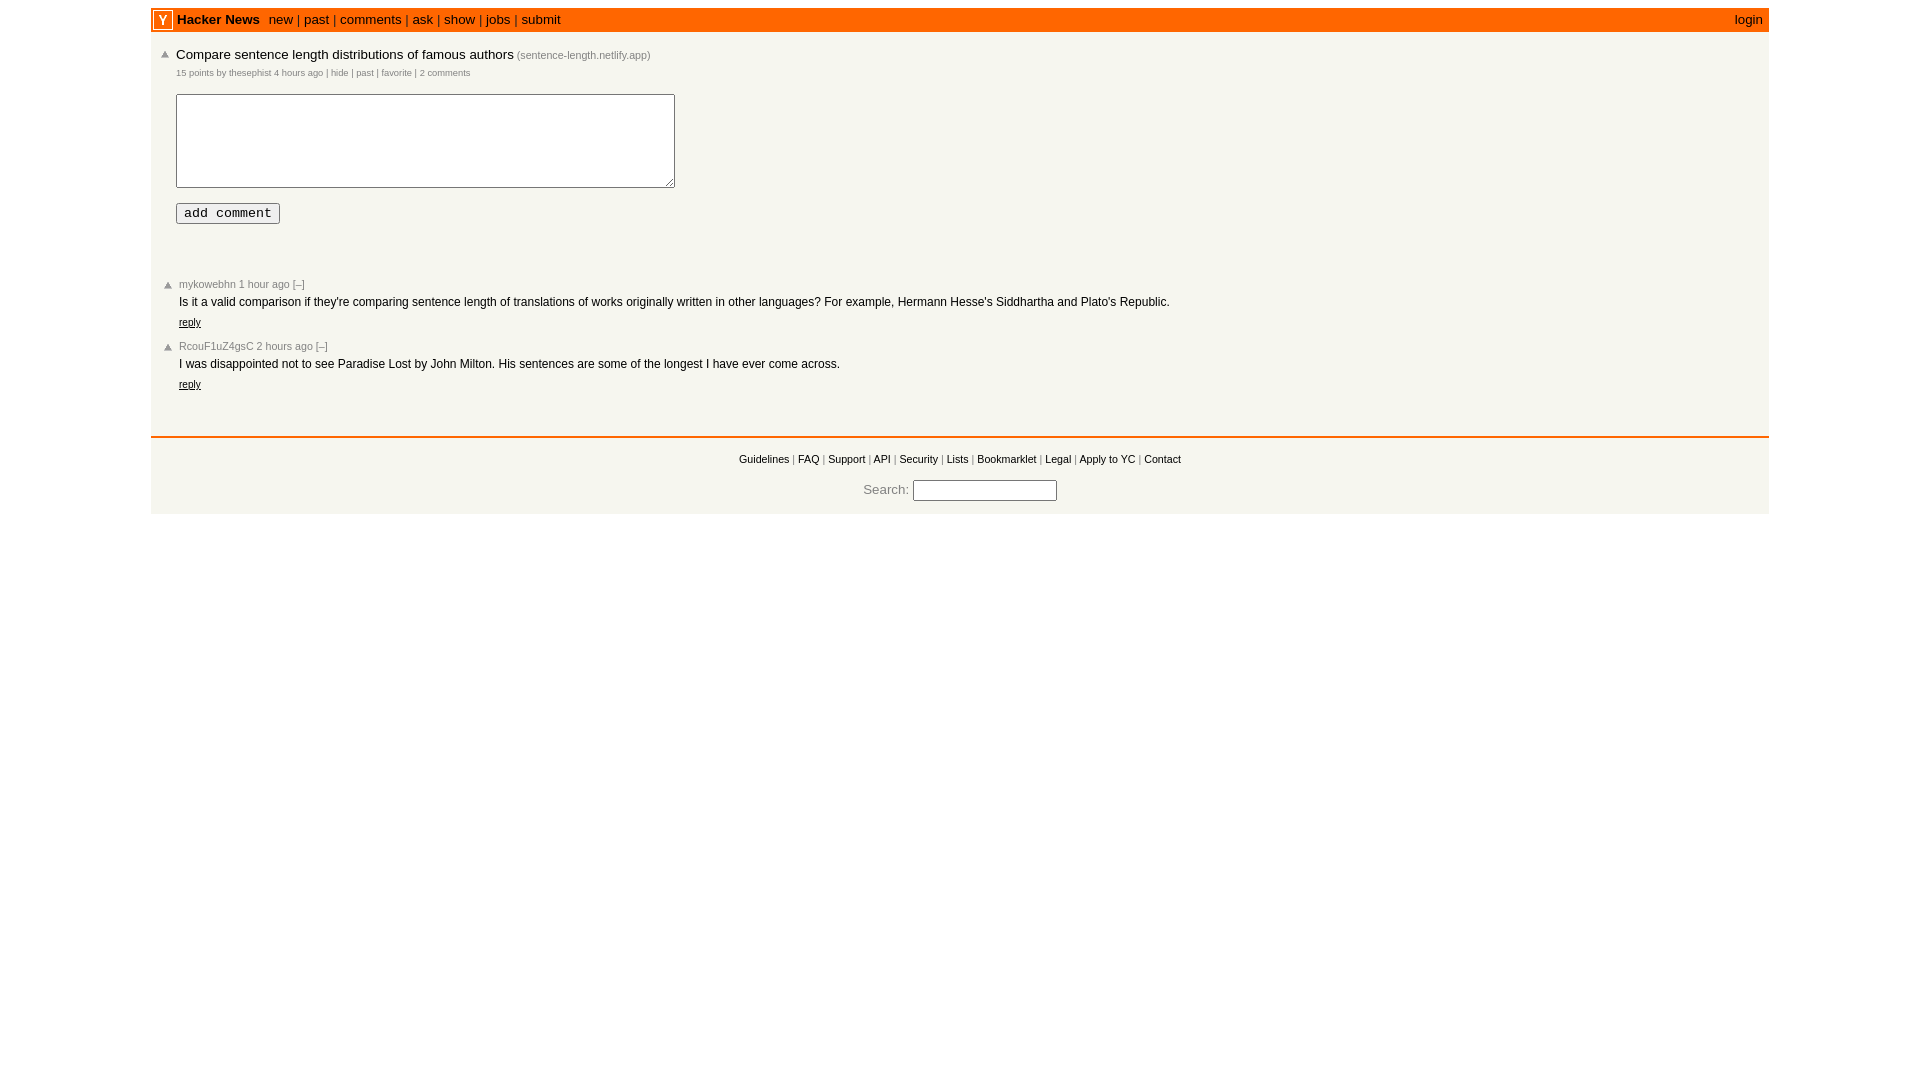 Y Hacker News new | past | comments | ask | show | jobs | submit login
Compare sentence length distributions of famous authors (sentence-length.netlify.app)
15 points by thesephist 4 hours ago | hide | past | favorite | 2 comments
add comment
mykowebhn 1 hour ago [–]
Is it a valid comparison if they're comparing sentence length of translations of works originally written in other languages? For example, Hermann Hesse's Siddhartha and Plato's Republic.
reply
RcouF1uZ4gsC 2 hours ago [–]
I was disappointed not to see Paradise Lost by John Milton. His sentences are some of the longest I have ever come across.
reply
Guidelines | FAQ | Support | API | Security | Lists | Bookmarklet | Legal | Apply to YC | Contact
Search: